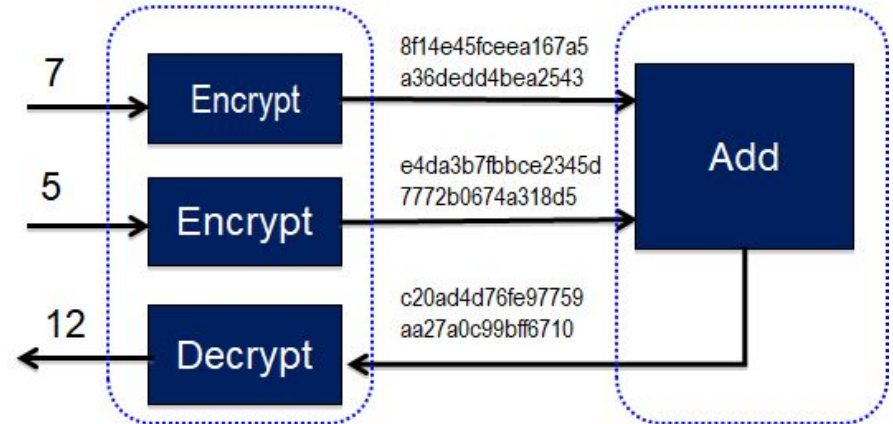 7
Encrypt
8f14e45fceea167a5
a36dedd4bea2543
Add
5
Encrypt
e4da3b7fbbce2345d
7772b0674a318d5
12
Decrypt
c20ad4d76fe97759
aa27a0c99bff6710